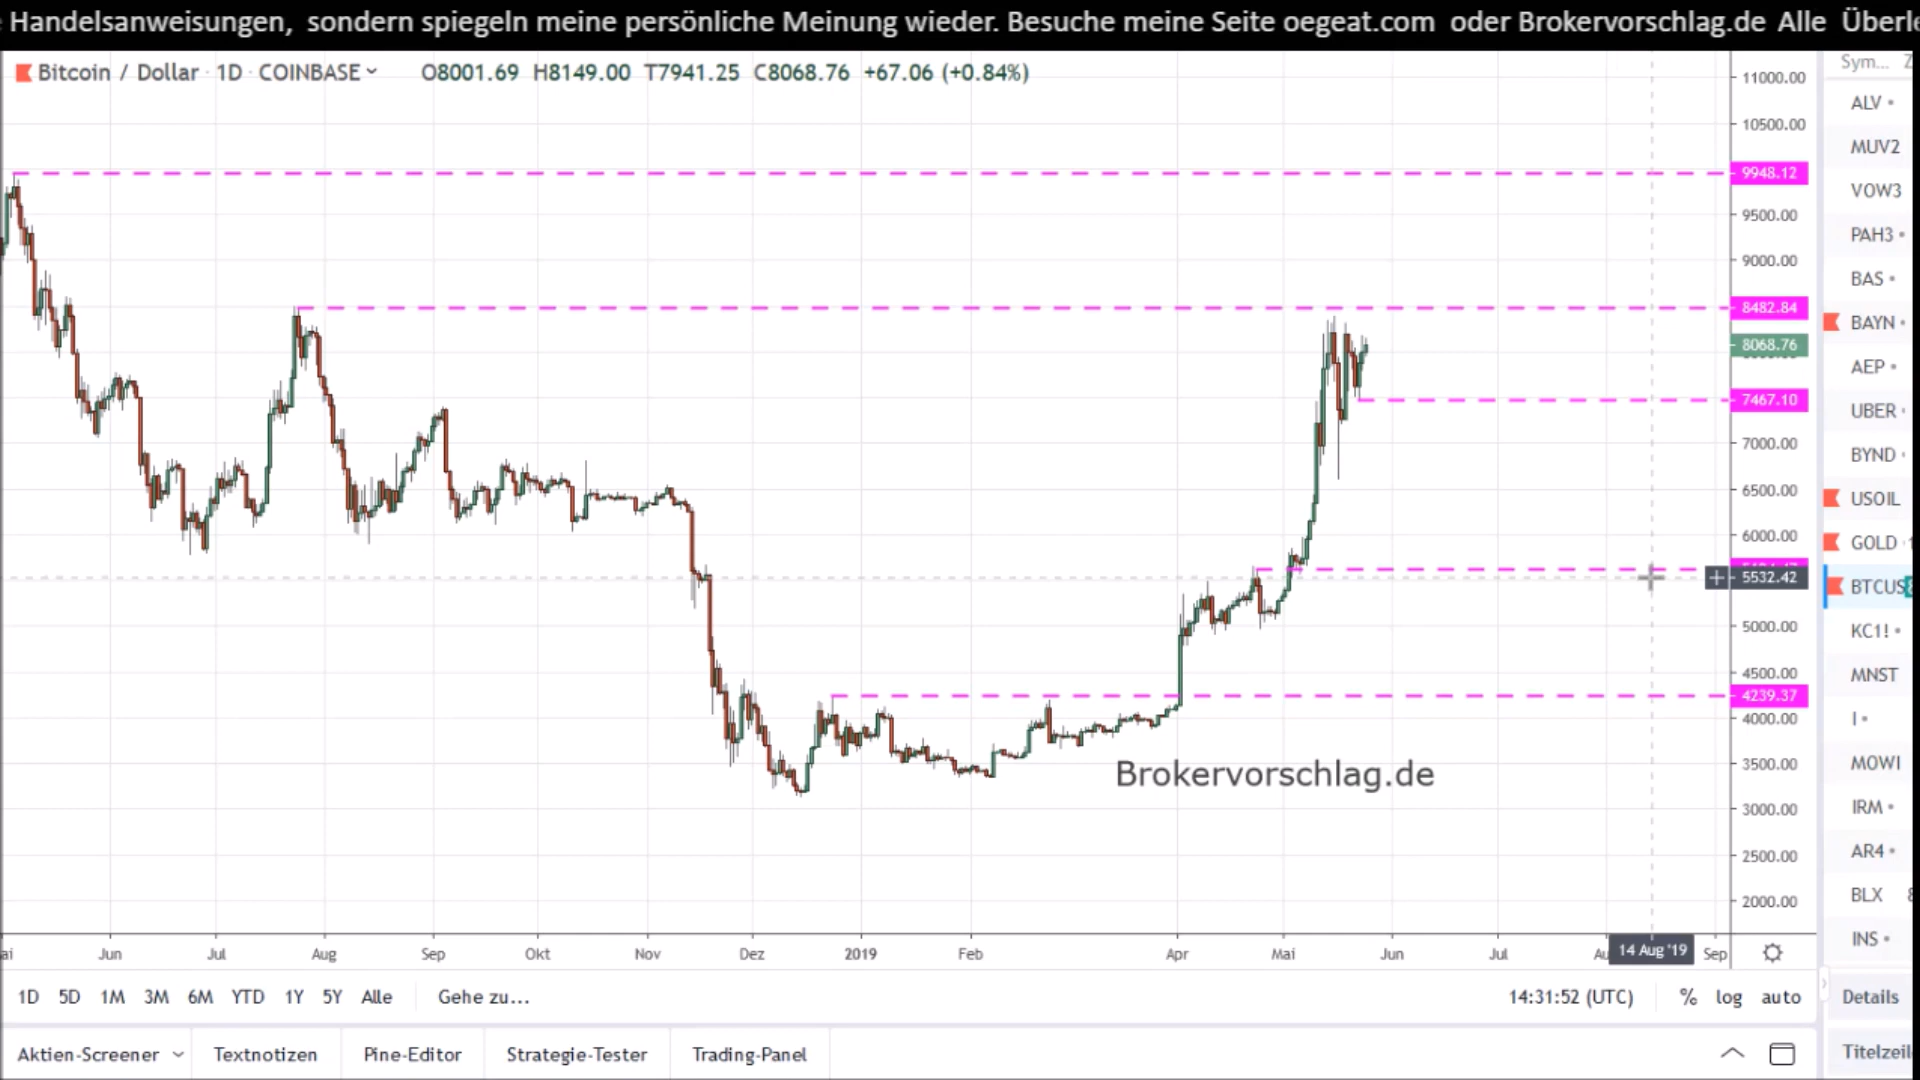 Handelsanweisungen, sondern spiegeln meine persönliche Meinung wieder. Besuche meine Seite oegeat.com oder Brokervorschlag.de Alle Überle
Bitcoin / Dollar · 1D · COINBASE O8001.69 H8149.00 T7941.25 C8068.76 +67.06 (+0.84%)
11000.00
10500.00
9948.12
9500.00
9000.00
8482.84
8068.76
7467.10
7000.00
6500.00
6000.00
5532.42
5000.00
4500.00
4239.37
4000.00
3500.00
3000.00
2500.00
2000.00
Brokervorschlag.de
ai Jun Jul Aug Sep Okt Nov Dez 2019 Feb Apr Mai Jun Jul Au 14 Aug '19 Sep
1D 5D 1M 3M 6M YTD 1Y 5Y Alle Gehe zu... 14:31:52 (UTC) % log auto
Aktien-Screener Textnotizen Pine-Editor Strategie-Tester Trading-Panel
Sym... Z
ALV
MUV2
VOW3
PAH3
BAS
BAYN
AEP
UBER
BYND
USOIL
GOLD 1
BTCUS
KC1!
MNST
I
MOWI
IRM
AR4
BLX 8
INS
Details
Titelzeil